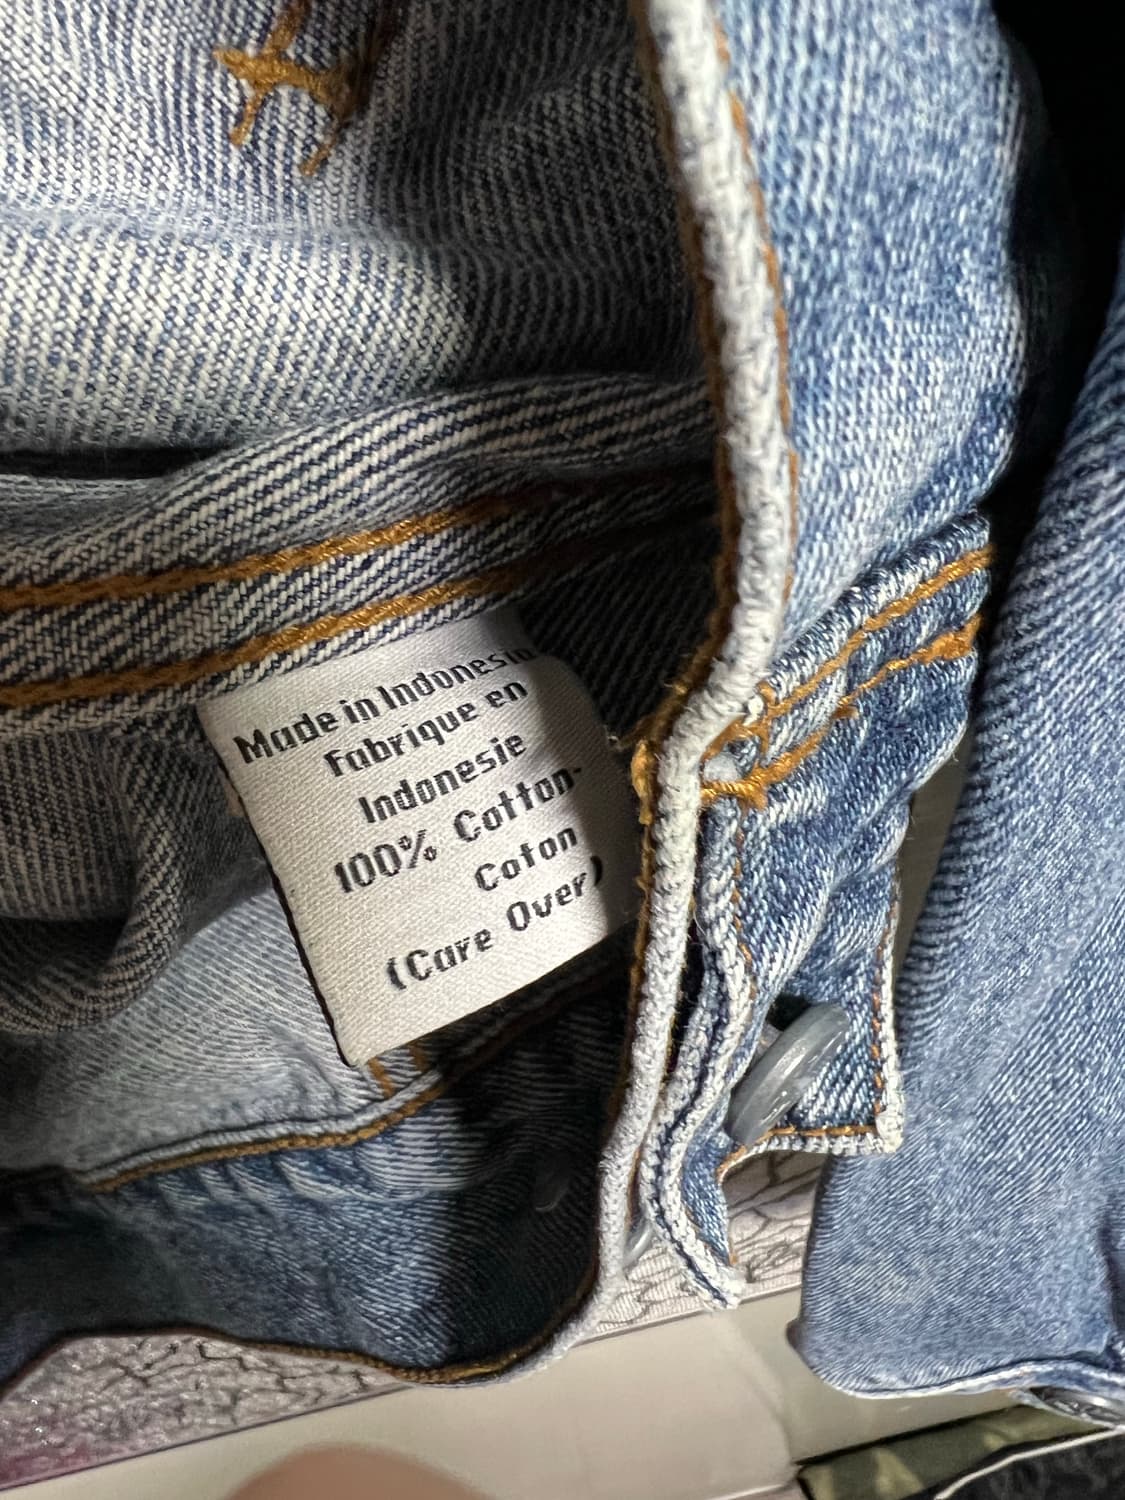 Made in Indonesia
Fabrique en
Indonesie
100% Cotton-
Coton
(Care Over)